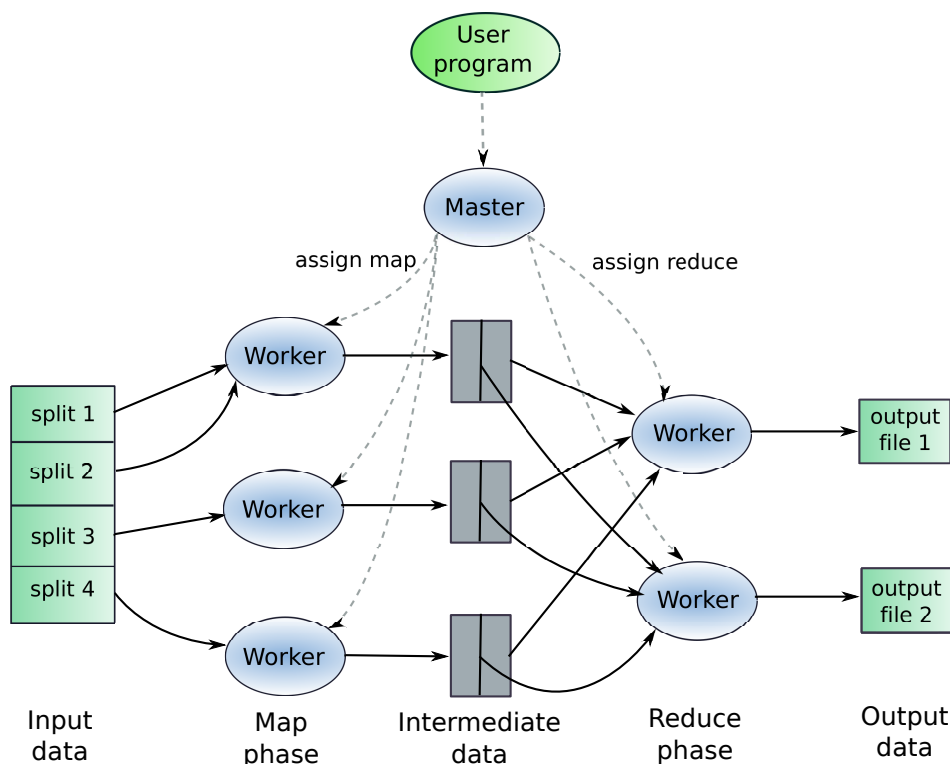 User
program
Master
assign map
assign reduce
Worker
Worker
Worker
split 1
split 2
split 3
split 4
Worker
Worker
output
file 1
output
file 2
Input
data
Map
phase
Intermediate
data
Reduce
phase
Output
data